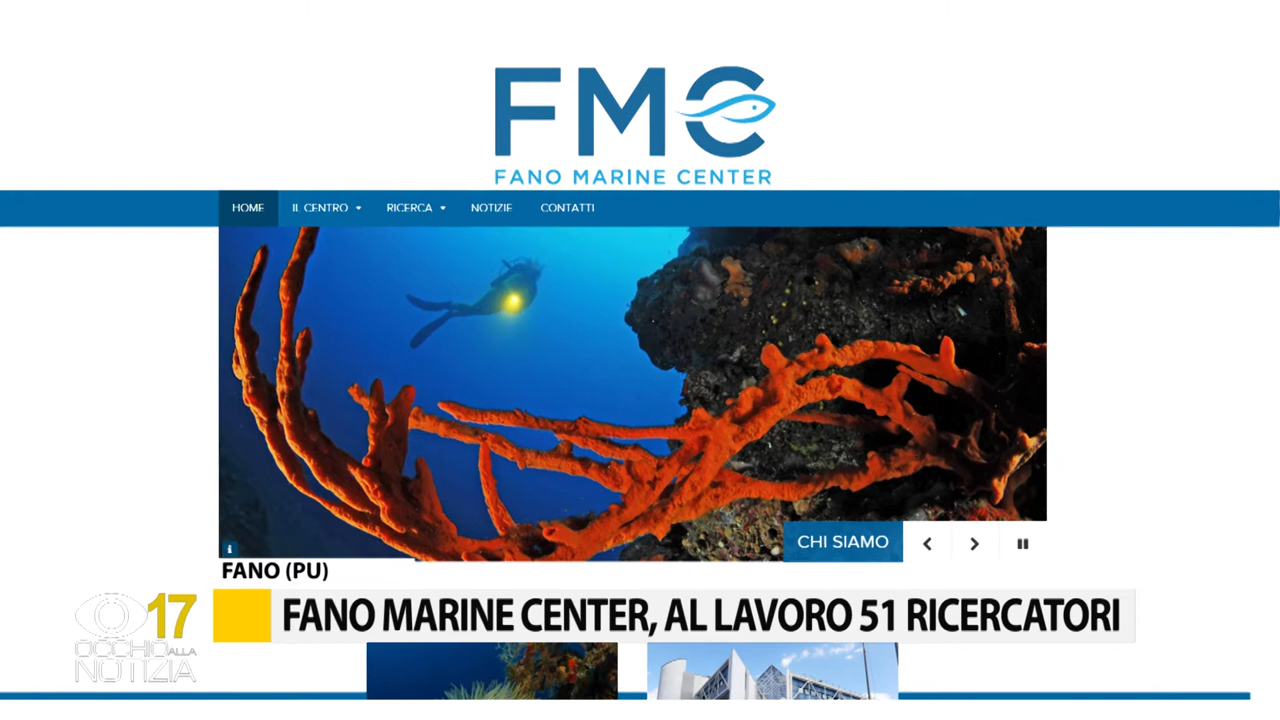 FMC
FANO MARINE CENTER
HOME IL CENTRO RICERCA NOTIZIE CONTATTI
CHI SIAMO
FANO (PU)
17
FANO MARINE CENTER, AL LAVORO 51 RICERCATORI
OCCHIO ALLA
NOTIZIA